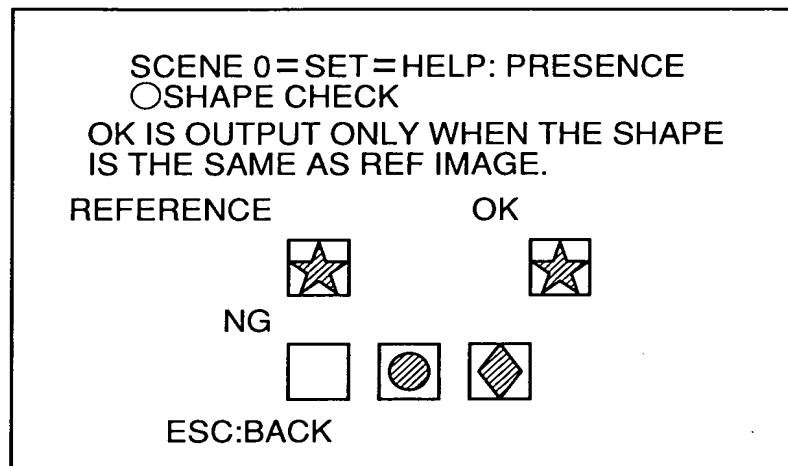 SCENE 0=SET=HELP: PRESENCE
○SHAPE CHECK
OK IS OUTPUT ONLY WHEN THE SHAPE
IS THE SAME AS REF IMAGE.
REFERENCE OK
NG
ESC:BACK